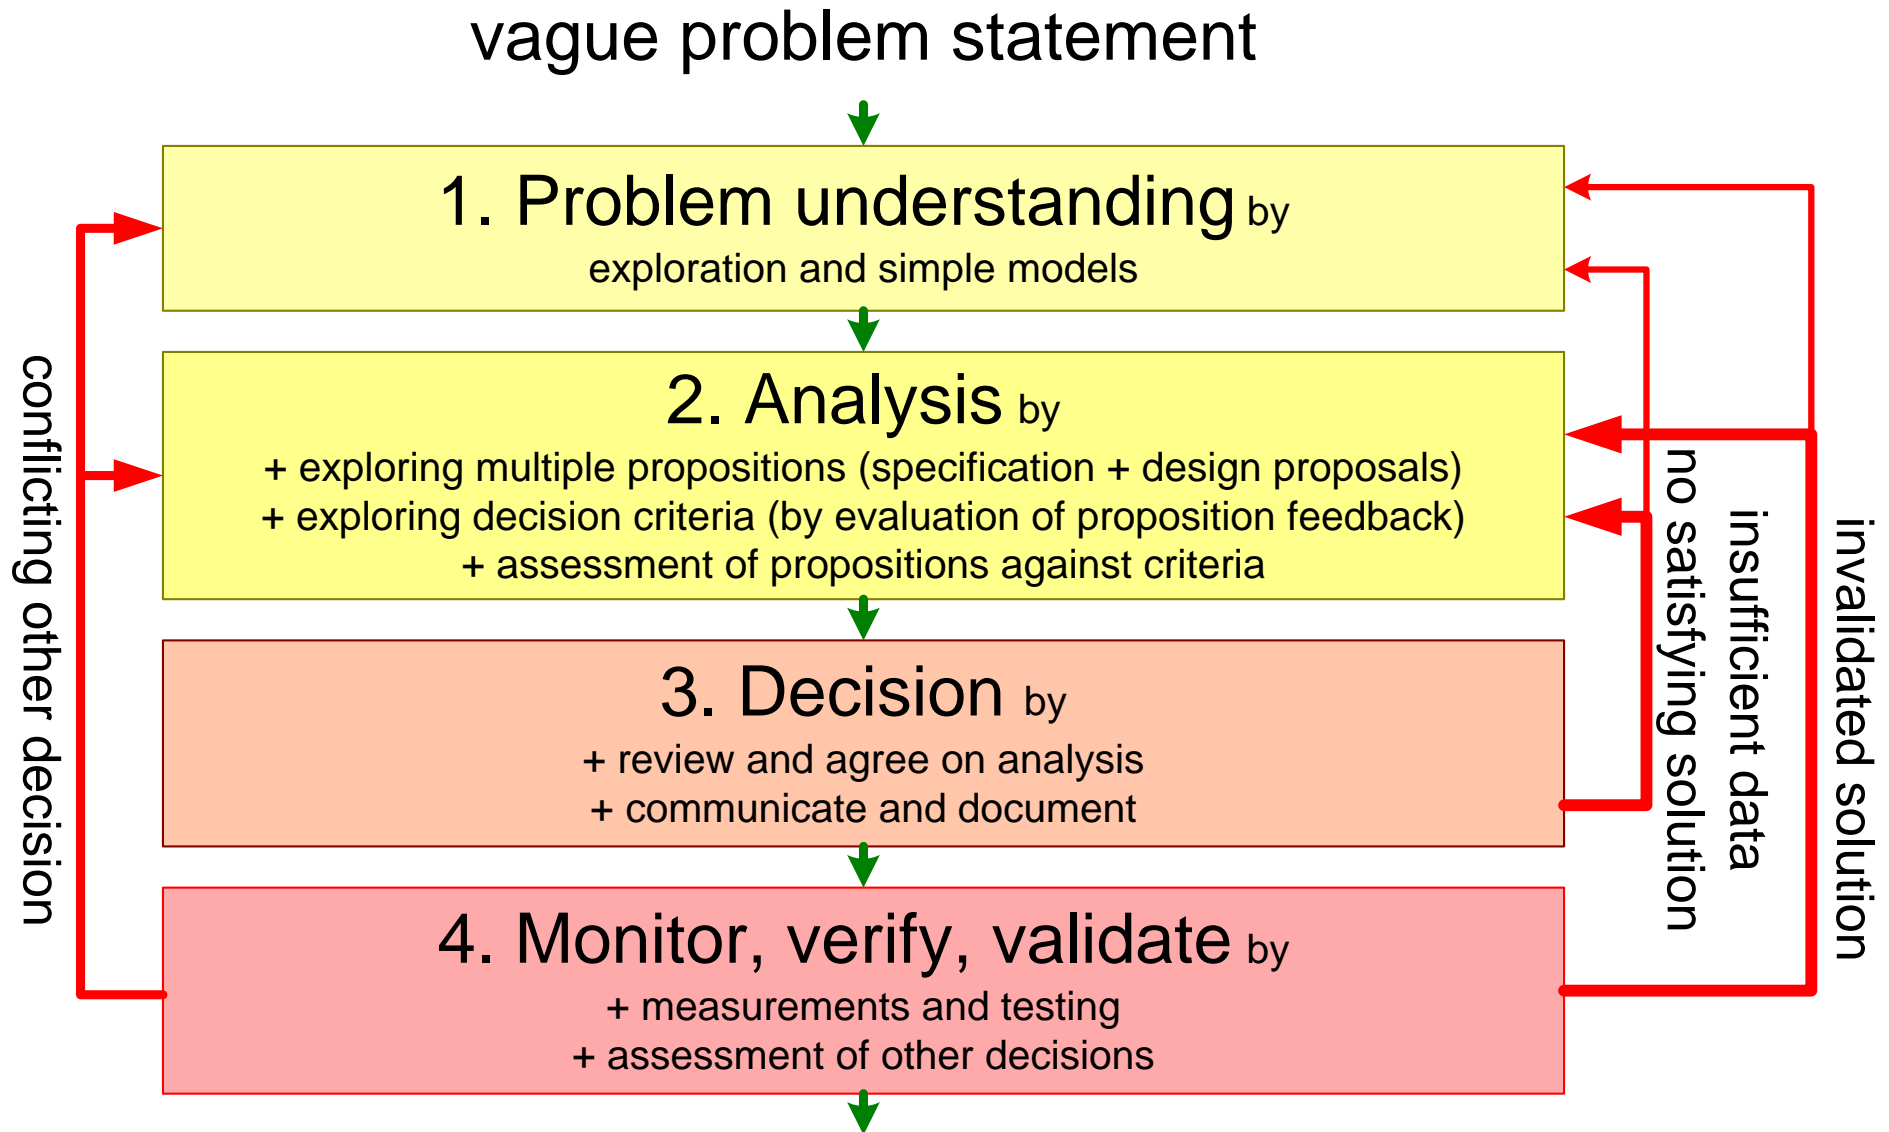 vague problem statement
1. Problem understanding by
exploration and simple models
2. Analysis by
+ exploring multiple propositions (specification + design proposals)
+ exploring decision criteria (by evaluation of proposition feedback)
+ assessment of propositions against criteria
3. Decision by
+ review and agree on analysis
+ communicate and document
4. Monitor, verify, validate by
+ measurements and testing
+ assessment of other decisions
conflicting other decision
insufficient data
no satisfying solution
invalidated solution